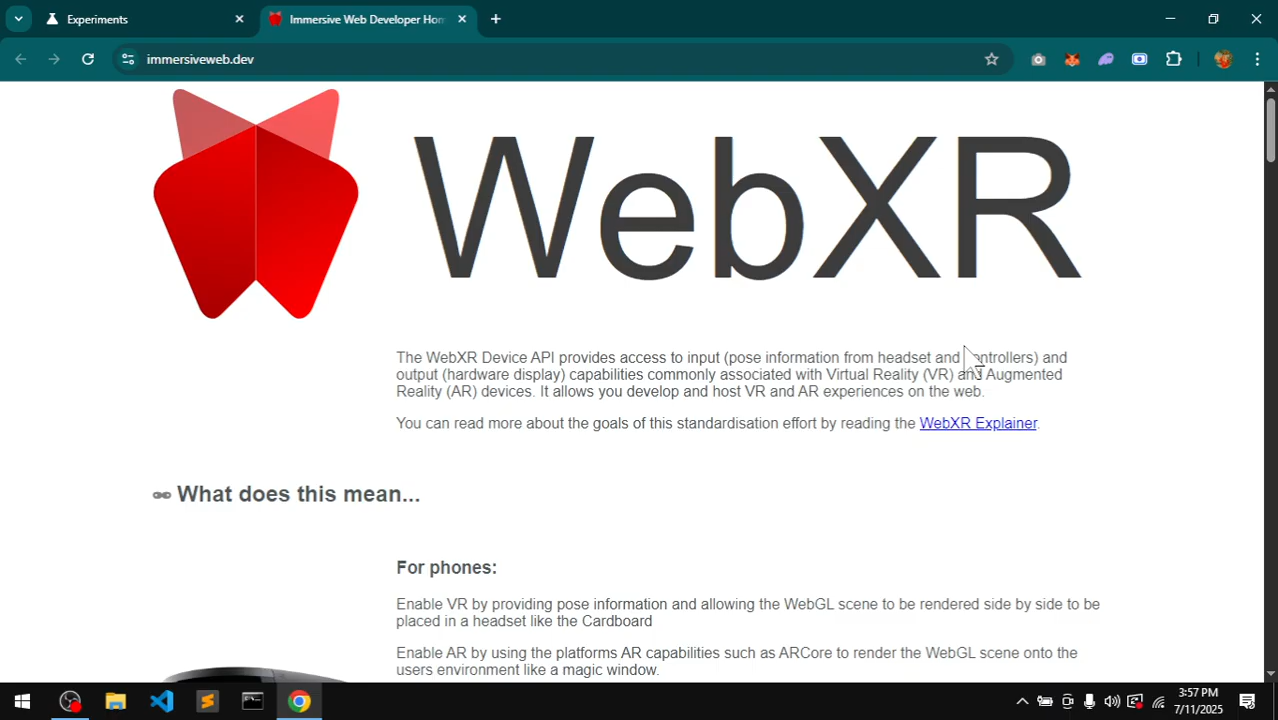 Experiments
Immersive Web Developer Hom
immersiveweb.dev
WebXR
The WebXR Device API provides access to input (pose information from headset and controllers) and
output (hardware display) capabilities commonly associated with Virtual Reality (VR) and Augmented
Reality (AR) devices. It allows you develop and host VR and AR experiences on the web.
You can read more about the goals of this standardisation effort by reading the WebXR Explainer.
What does this mean...
For phones:
Enable VR by providing pose information and allowing the WebGL scene to be rendered side by side to be
placed in a headset like the Cardboard
Enable AR by using the platforms AR capabilities such as ARCore to render the WebGL scene onto the
users environment like a magic window.
3:57 PM
7/11/2025